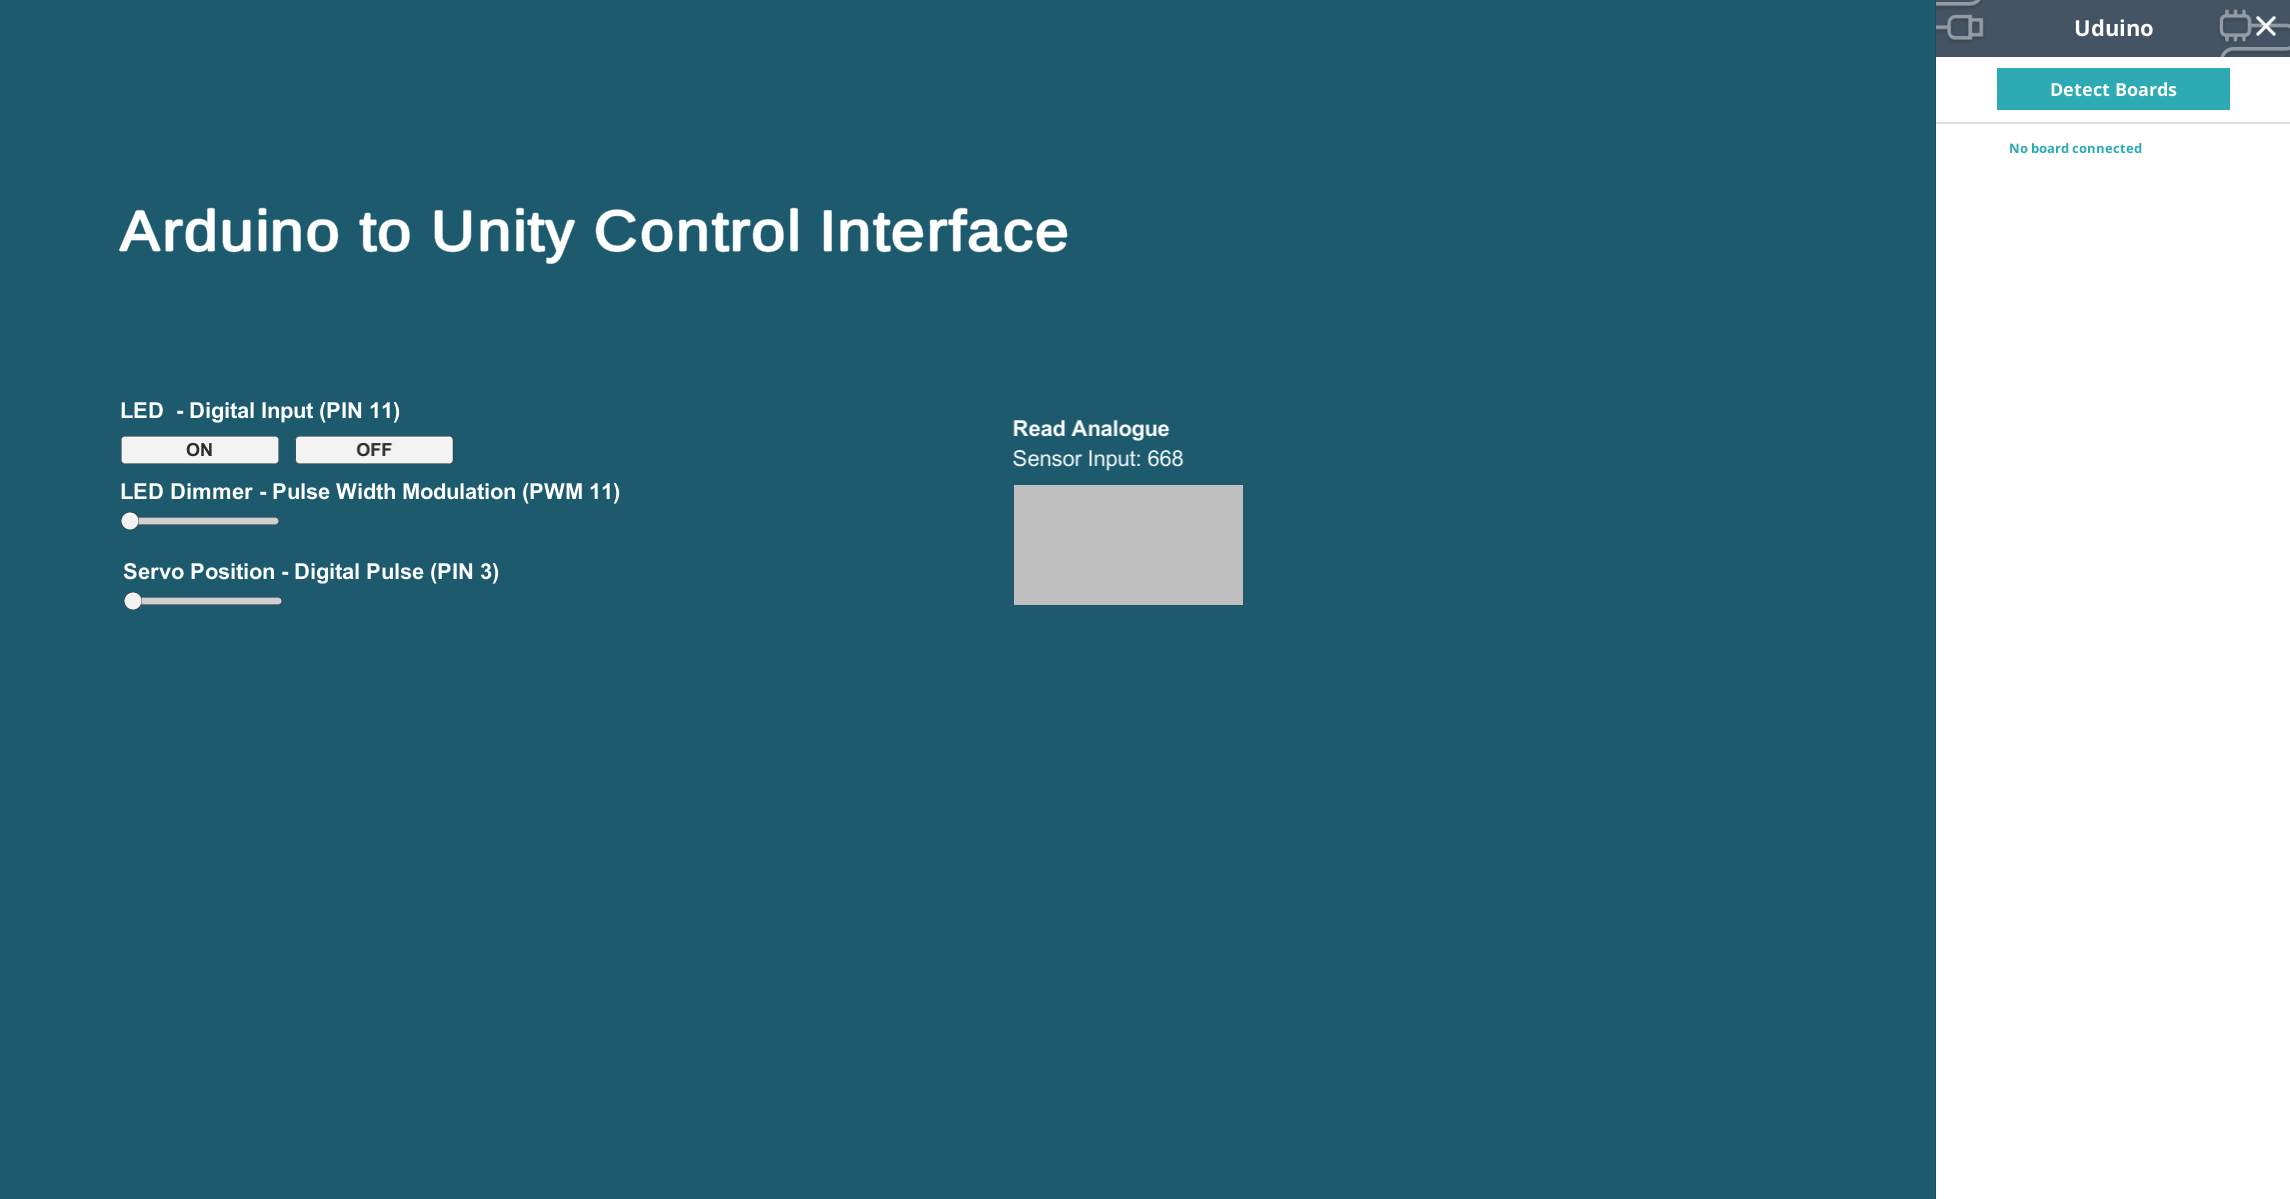 Uduino
Detect Boards
No board connected
Arduino to Unity Control Interface
LED  - Digital Input (PIN 11)
ON OFF
LED Dimmer - Pulse Width Modulation (PWM 11)
Servo Position - Digital Pulse (PIN 3)
Read Analogue
Sensor Input: 668